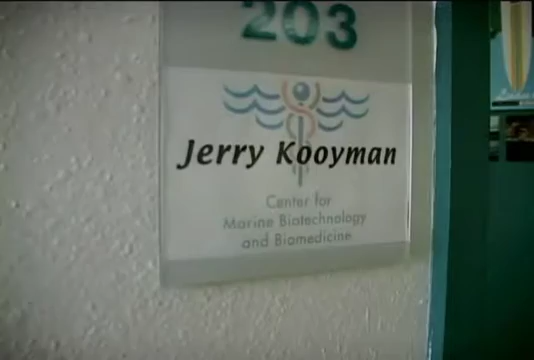 203
Jerry Kooyman
Center for
Marine Biotechnology
and Biomedicine